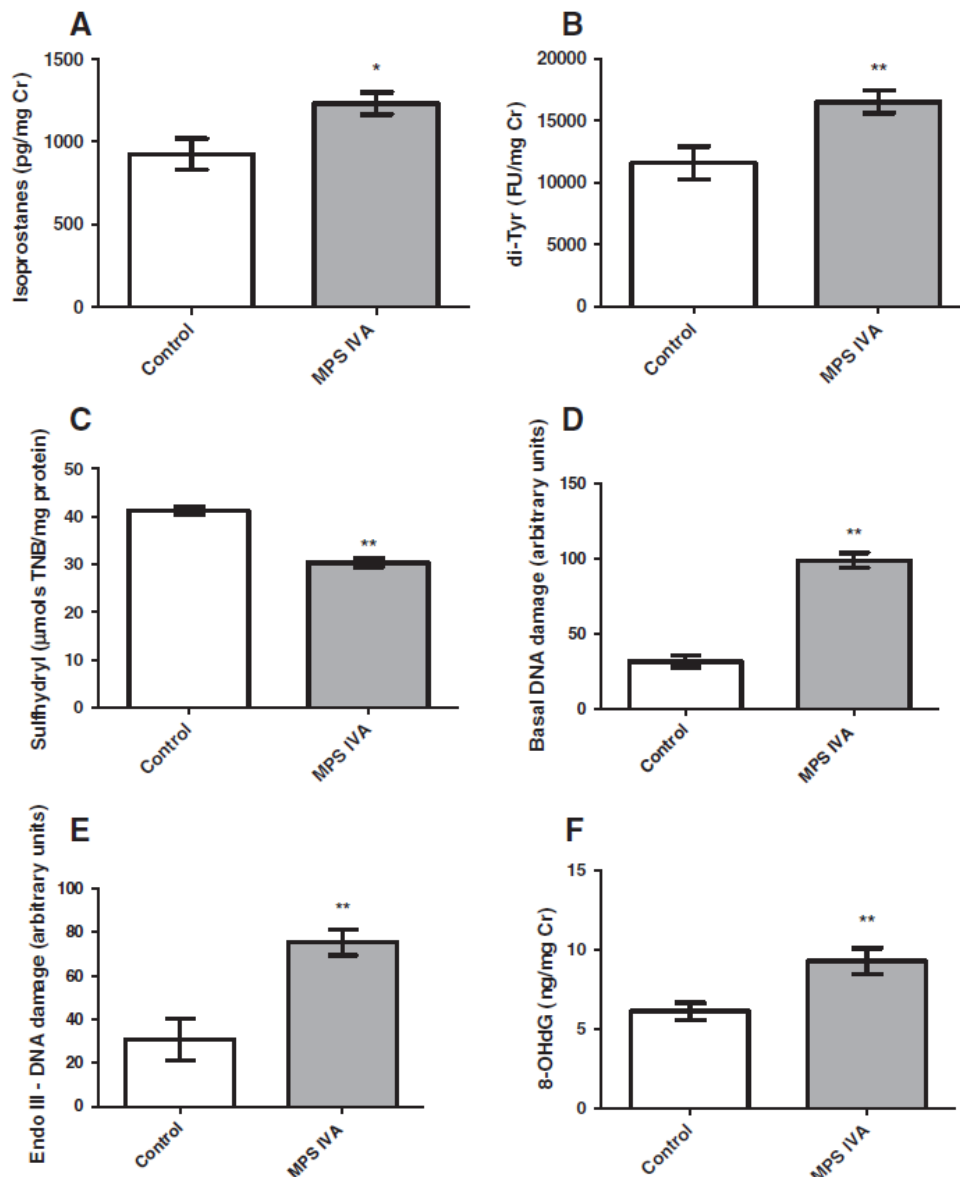 A
Isoprostanes (pg/mg Cr)
1500
1000
500
0
*
Control
MPS IVA
B
di-Tyr (FU/mg Cr)
20000
15000
10000
5000
0
**
Control
MPS IVA
C
Sulfhydryl (μmols TNB/mg protein)
50
40
30
20
10
0
**
Control
MPS IVA
D
Basal DNA damage (arbitrary units)
150
100
50
0
**
Control
MPS IVA
E
Endo III - DNA damage (arbitrary units)
100
80
60
40
20
0
**
Control
MPS IVA
F
8-OHdG (ng/mg Cr)
15
10
5
0
**
Control
MPS IVA